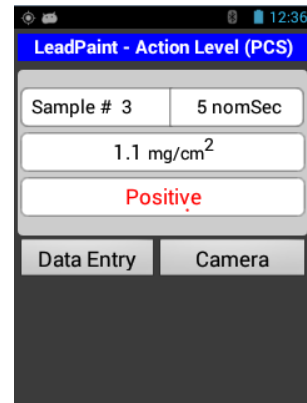 12:36
LeadPaint - Action Level (PCS)
Sample # 3 5 nomSec
1.1 mg/cm²
Positive
Data Entry Camera